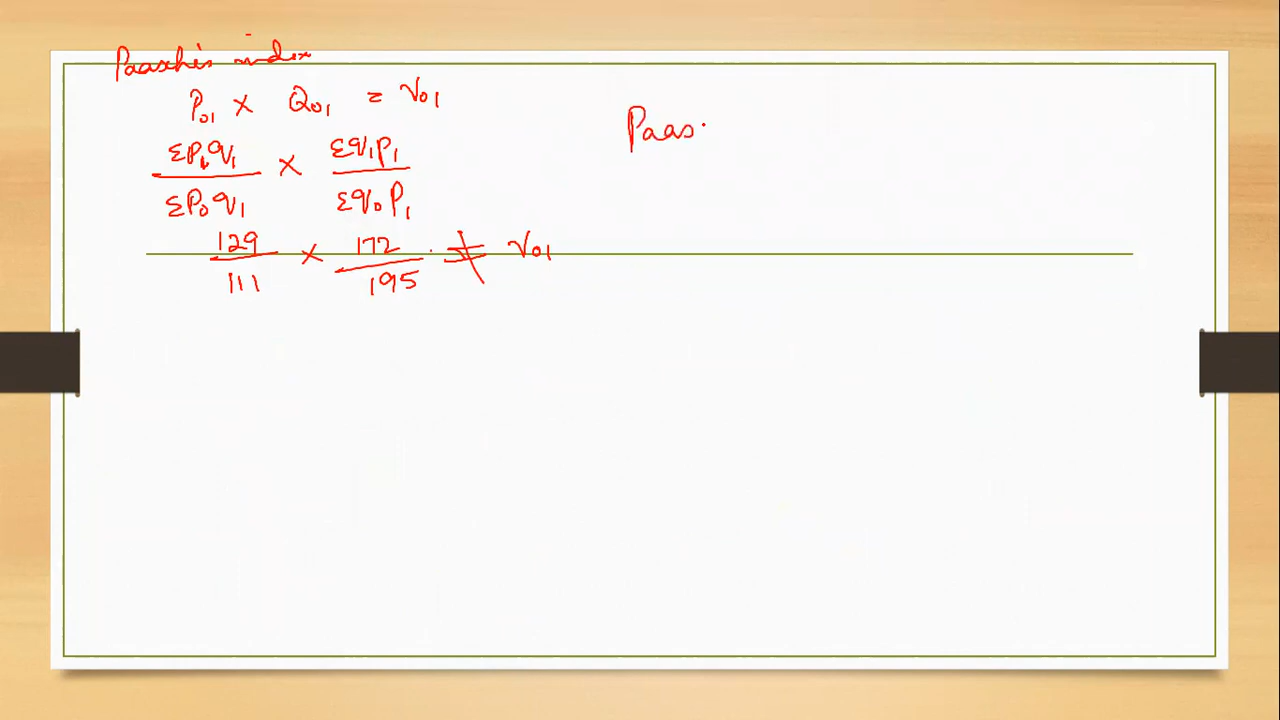 Paasche's index
P01 × Q01 = V01
ΣP1q1 / ΣP0q1 × Σq1p1 / Σq0P1
129 / 111 × 172 / 195 ≠ V01
Paas